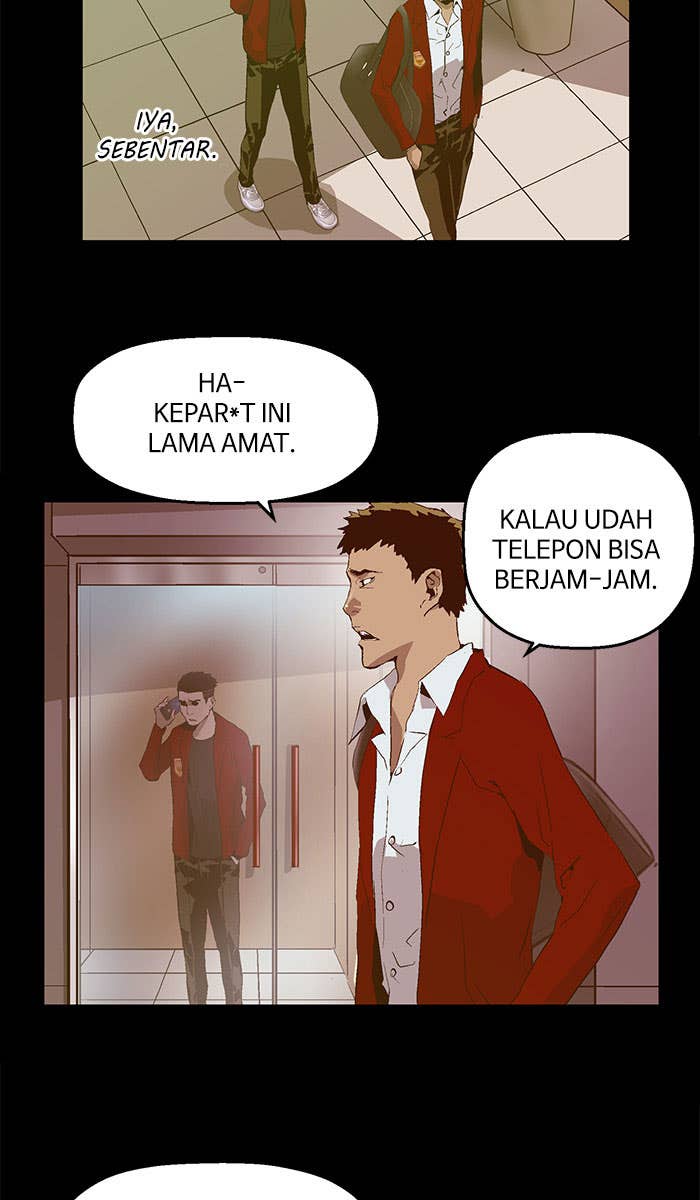 IYA,
SEBENTAR.
HA-
KEPAR*T INI
LAMA AMAT.
KALAU UDAH
TELEPON BISA
BERJAM-JAM.